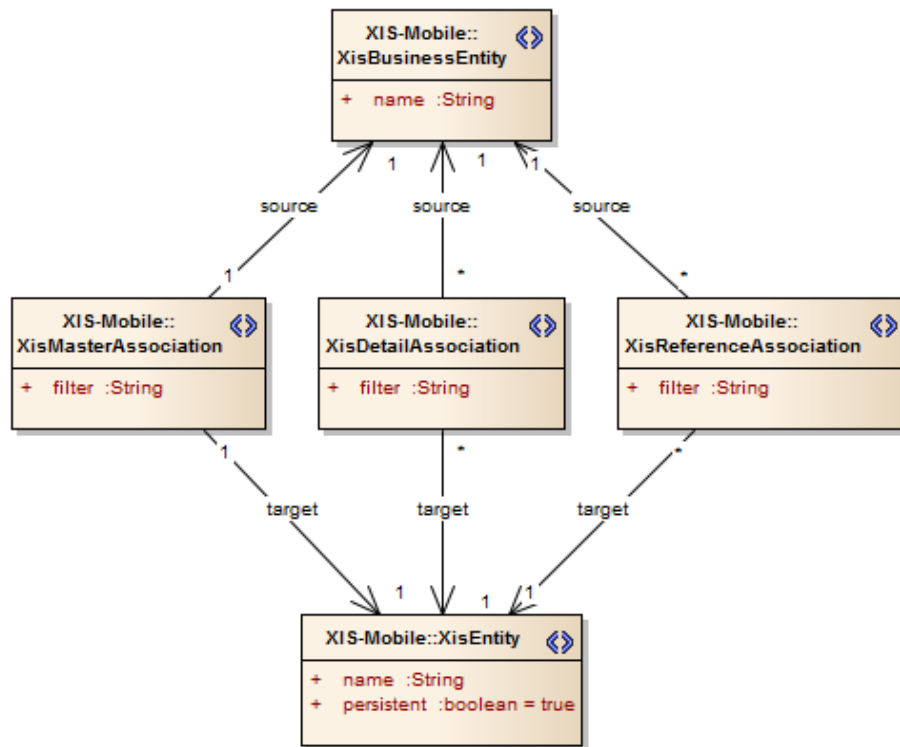 XIS-Mobile::
XisBusinessEntity
+ name :String
1 1 1
source source source
1 * *
XIS-Mobile:: XIS-Mobile:: XIS-Mobile::
XisMasterAssociation XisDetailAssociation XisReferenceAssociation
+ filter :String + filter :String + filter :String
1 * *
target target target
1 1 1
XIS-Mobile::XisEntity
+ name :String
+ persistent :boolean = true